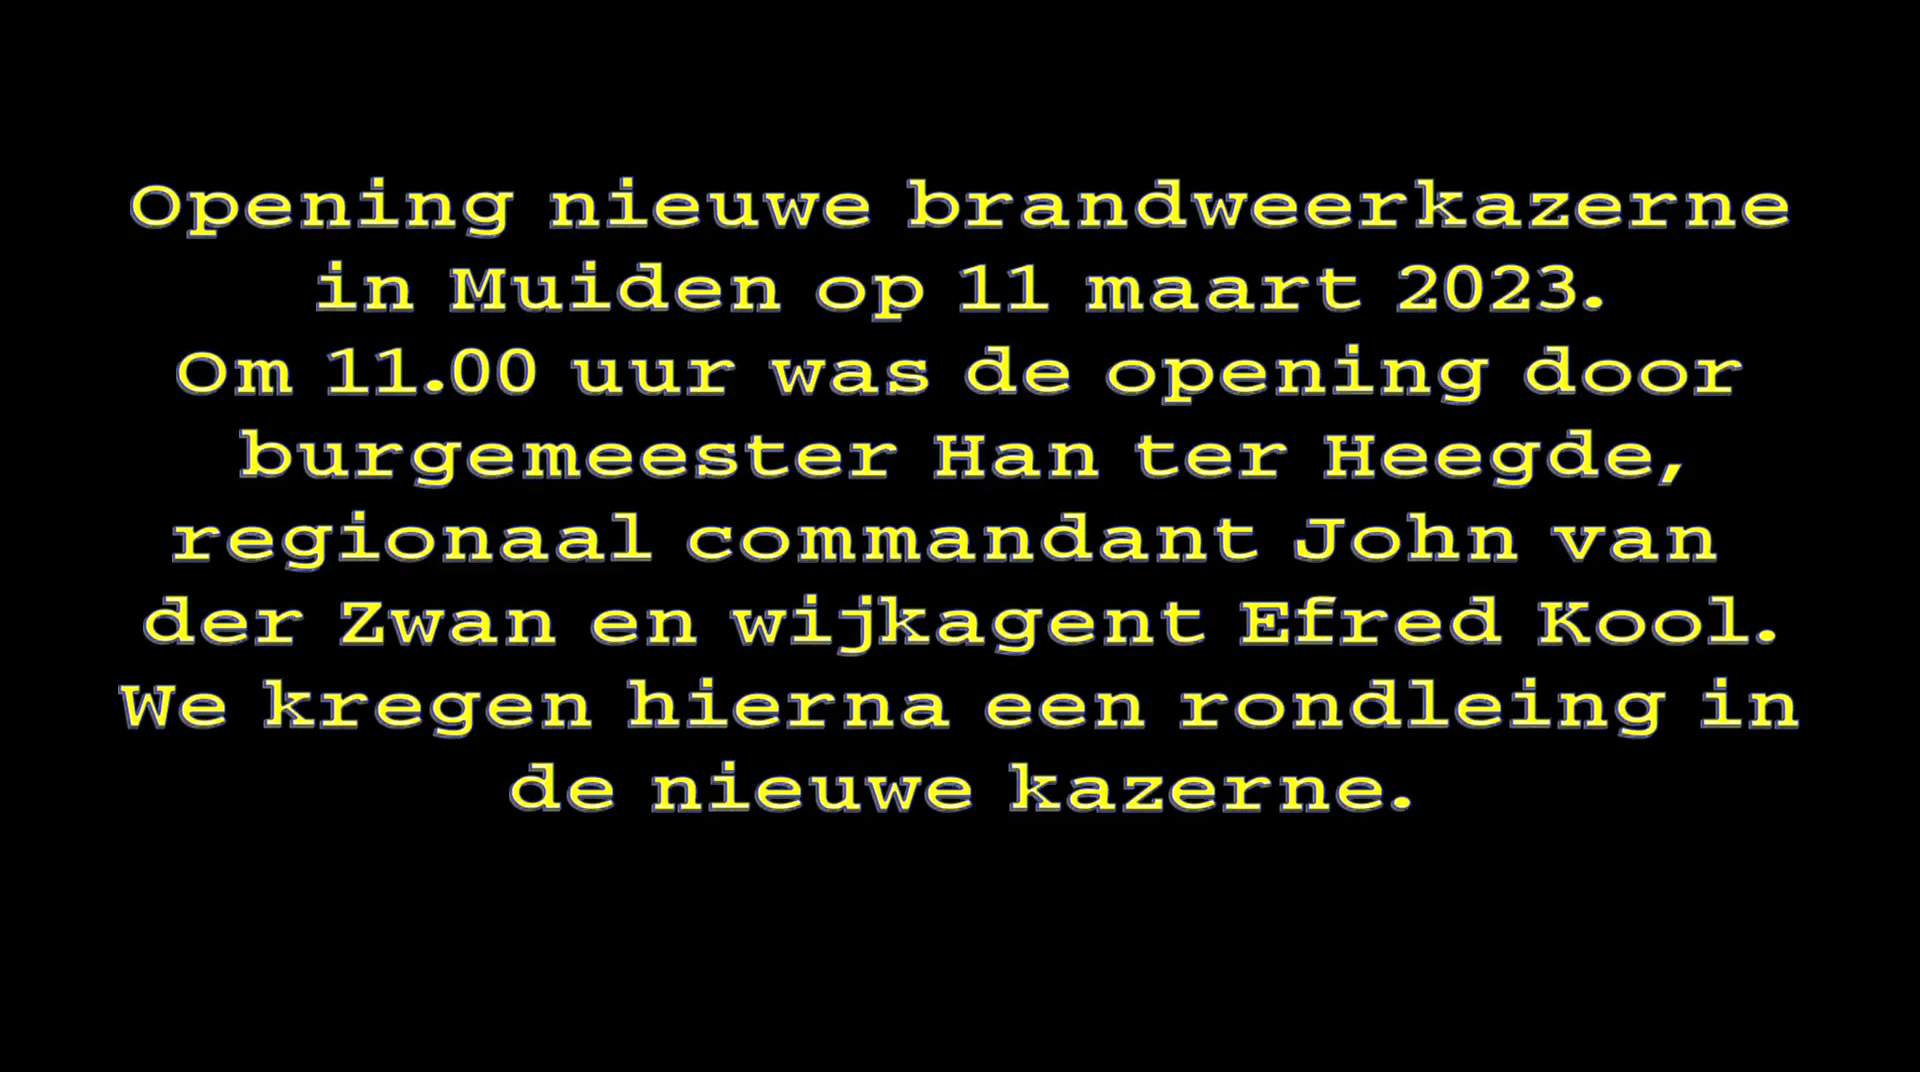 Opening nieuwe brandweerkazerne
in Muiden op 11 maart 2023.
Om 11.00 uur was de opening door
burgemeester Han ter Heegde,
regionaal commandant John van
der Zwan en wijkagent Efred Kool.
We kregen hierna een rondleing in
de nieuwe kazerne.